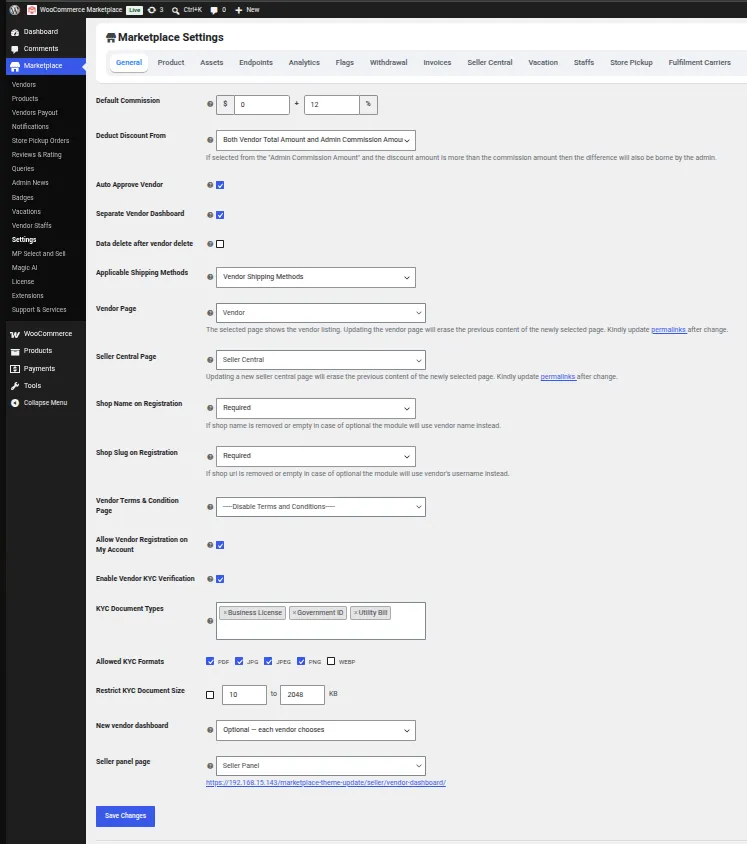 WooCommerce Marketplace Live 3 Ctrl+K 0 New
Dashboard
Comments
Marketplace
Vendors
Products
Vendors Payout
Notifications
Store Pickup Orders
Reviews & Rating
Queries
Admin News
Badges
Vacations
Vendor Staffs
Settings
MP Select and Sell
Magic AI
License
Extensions
Support & Services
WooCommerce
Products
Payments
Tools
Collapse Menu
Marketplace Settings
General Product Assets Endpoints Analytics Flags Withdrawal Invoices Seller Central Vacation Staffs Store Pickup Fulfilment Carriers
Default Commission $ 0 + 12 %
Deduct Discount From Both Vendor Total Amount and Admin Commission Amou
If selected from the "Admin Commission Amount" and the discount amount is more than the commission amount then the difference will also be borne by the admin.
Auto Approve Vendor
Separate Vendor Dashboard
Data delete after vendor delete
Applicable Shipping Methods Vendor Shipping Methods
Vendor Page Vendor
The selected page shows the vendor listing. Updating the vendor page will erase the previous content of the newly selected page. Kindly update permalinks after change.
Seller Central Page Seller Central
Updating a new seller central page will erase the previous content of the newly selected page. Kindly update permalinks after change.
Shop Name on Registration Required
If shop name is removed or empty in case of optional the module will use vendor name instead.
Shop Slug on Registration Required
If shop url is removed or empty in case of optional the module will use vendor's username instead.
Vendor Terms & Condition
Page
—Disable Terms and Conditions—
Allow Vendor Registration on
My Account
Enable Vendor KYC Verification
KYC Document Types ×Business License ×Government ID ×Utility Bill
Allowed KYC Formats PDF JPG JPEG PNG WEBP
Restrict KYC Document Size 10 to 2048 KB
New vendor dashboard Optional — each vendor chooses
Seller panel page Seller Panel
https://192.168.15.143/marketplace-theme-update/seller/vendor-dashboard/
Save Changes